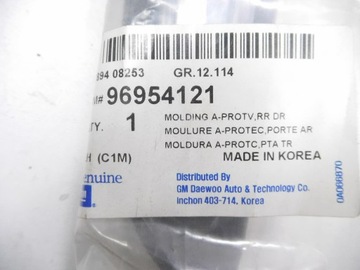 894 08253 GR.12.114
M# 96954121
TY. 1 MOLDING A-PROTV,RR DR
MOULURE A-PROTEC,PORTE AR
MOLDURA A-PROTC,PTA TR
H (C1M) MADE IN KOREA
enuine Distributed By
GM Daewoo Auto & Technology Co.
Inchon 403-714, Korea